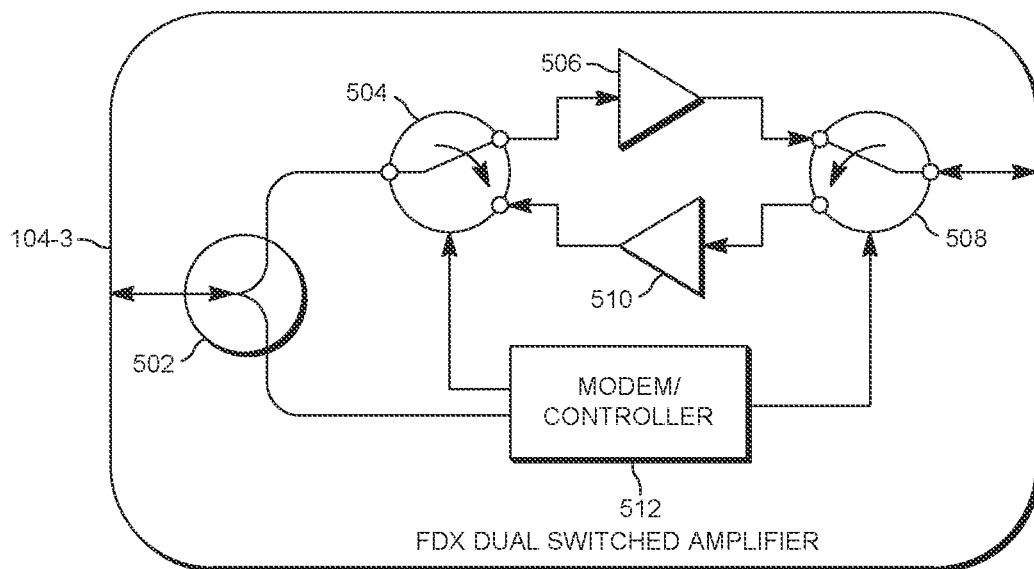 506
504
104-3
508
510
502
MODEM/
CONTROLLER
512
FDX DUAL SWITCHED AMPLIFIER